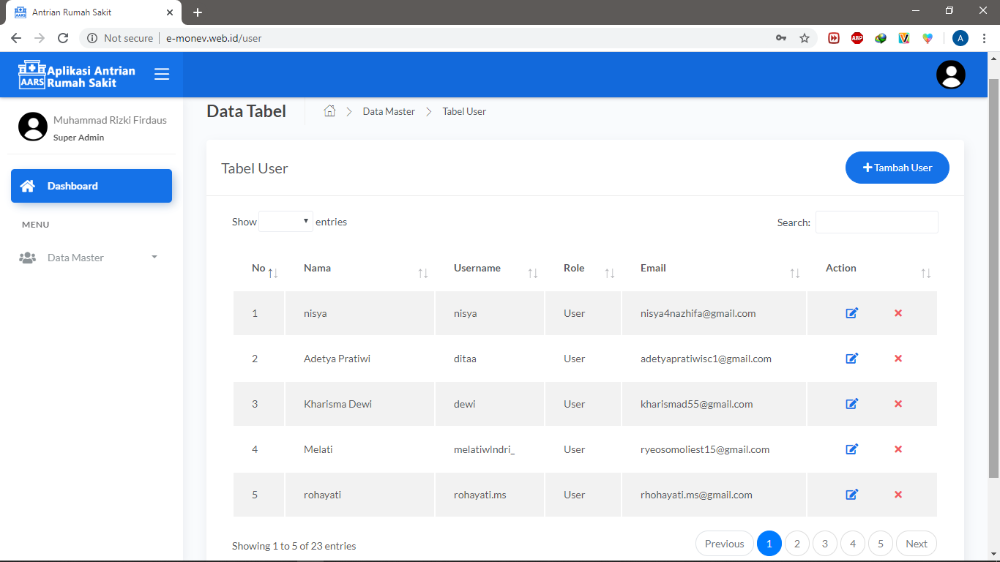 Antrian Rumah Sakit
Not secure e-monev.web.id/user
ABP
A
AARS
Aplikasi Antrian
Rumah Sakit
Muhammad Rizki Firdaus
Super Admin
Dashboard
MENU
Data Master
Data Tabel
Data Master
Tabel User
Tabel User
Tambah User
Show entries
Search:
No Nama Username Role Email Action
1 nisya nisya User nisya4nazhifa@gmail.com
2 Adetya Pratiwi ditaa User adetyapratiwisc1@gmail.com
3 Kharisma Dewi dewi User kharismad55@gmail.com
4 Melati melatiwlndri_ User ryeosomoliest15@gmail.com
5 rohayati rohayati.ms User rhohayati.ms@gmail.com
Showing 1 to 5 of 23 entries
Previous 1 2 3 4 5 Next